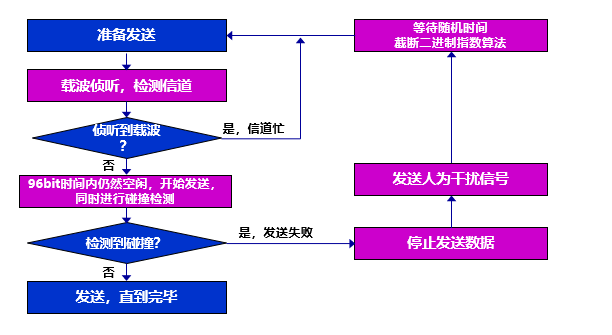 准备发送
等待随机时间
截断二进制指数算法
载波侦听，检测信道
侦听到载波
？
是，信道忙
否
96bit时间内仍然空闲，开始发送，
同时进行碰撞检测
发送人为干扰信号
检测到碰撞？
是，发送失败
停止发送数据
否
发送，直到完毕